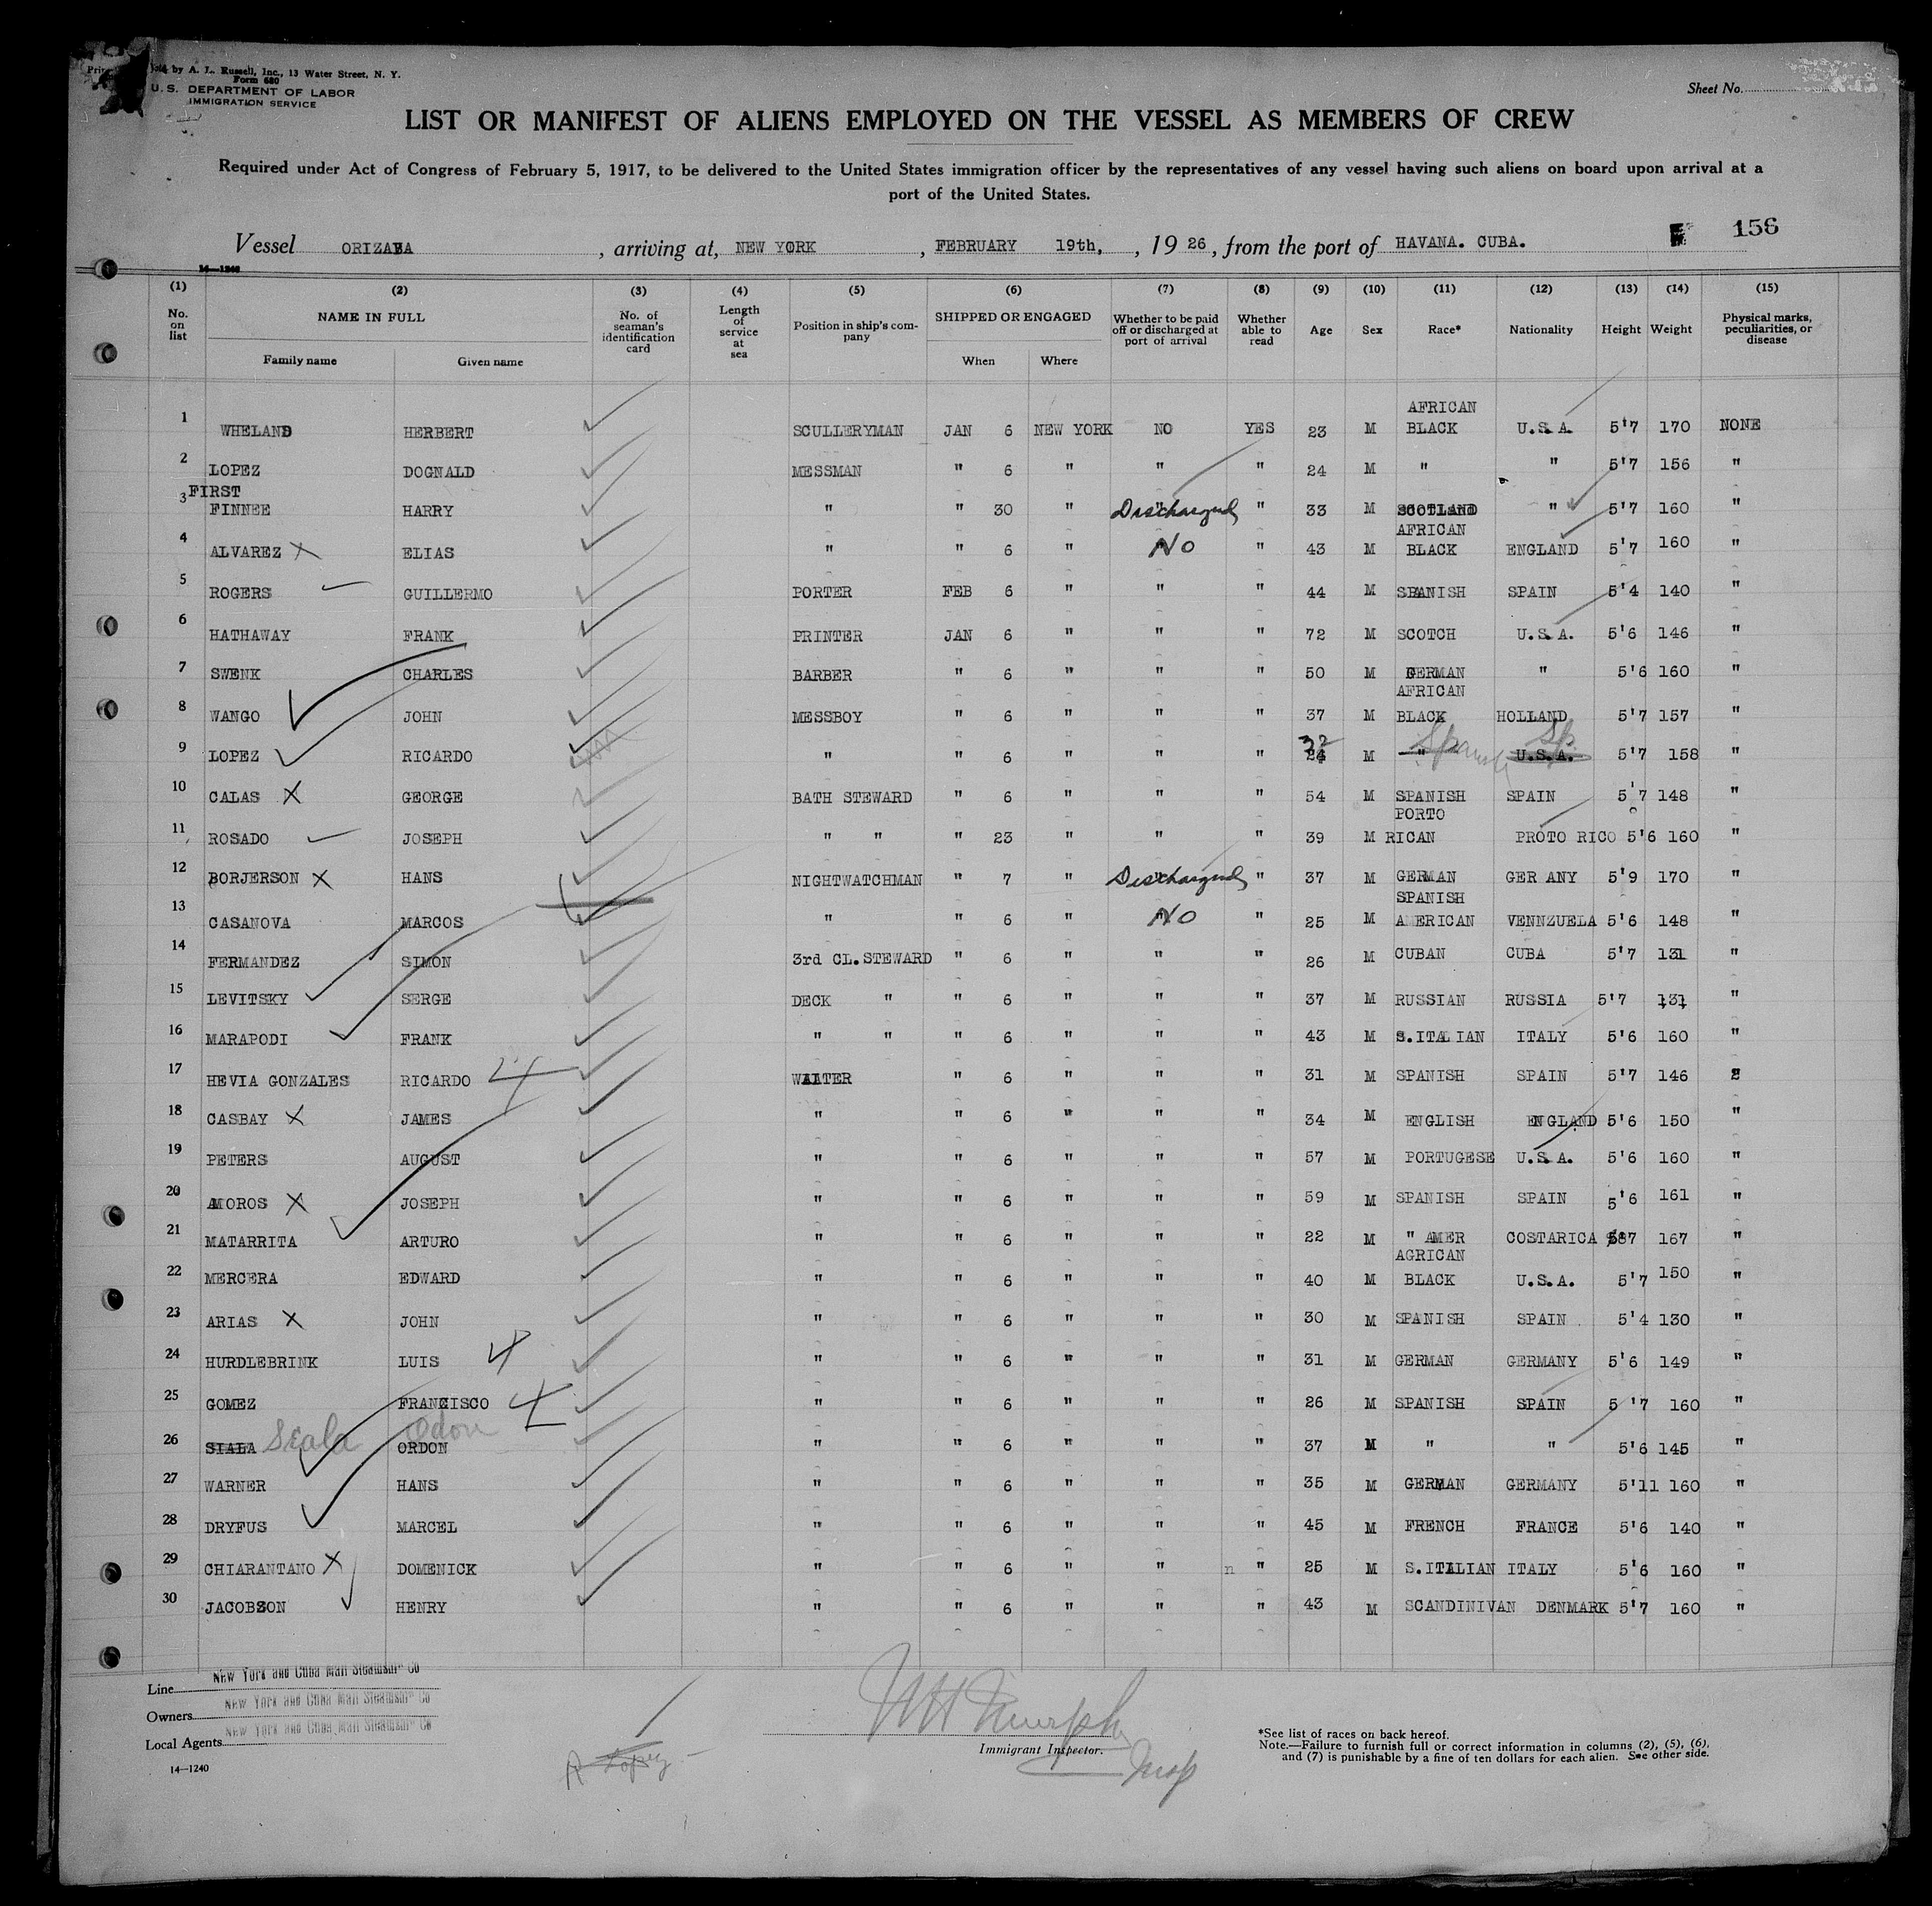 Sold by A. L. Russell, Inc., 13 Water Street, N. Y.
Form 680
U. S. DEPARTMENT OF LABOR
IMMIGRATION SERVICE
Sheet No.
LIST OR MANIFEST OF ALIENS EMPLOYED ON THE VESSEL AS MEMBERS OF CREW
Required under Act of Congress of February 5, 1917, to be delivered to the United States immigration officer by the representatives of any vessel having such aliens on board upon arrival at a
port of the United States.
Vessel ORIZABA, arriving at, NEW YORK, FEBRUARY 19th,, 1926, from the port of HAVANA. CUBA. 156
14—1240
(1) (2) (3) (4) (5) (6) (7) (8) (9) (10) (11) (12) (13) (14) (15)
No. on list NAME IN FULL Family name Given name No. of seaman's identification card Length of service at sea Position in ship's company SHIPPED OR ENGAGED When Where Whether to be paid off or discharged at port of arrival Whether able to read Age Sex Race* Nationality Height Weight Physical marks, peculiarities, or disease
AFRICAN
1 WHELAND HERBERT SCULLERYMAN JAN 6 NEW YORK NO YES 23 M BLACK U.S.A. 5'7 170 NONE
2 LOPEZ DOGNALD MESSMAN " 6 " " " 24 M " " 5'7 156 "
FIRST
3 FINNEE HARRY " " 30 " Discharged " 33 M SCOTLAND " 5'7 160 "
AFRICAN
4 ALVAREZ X ELIAS " " 6 " No " 43 M BLACK ENGLAND 5'7 160 "
5 ROGERS GUILLERMO PORTER FEB 6 " " " 44 M SPANISH SPAIN 5'4 140 "
6 HATHAWAY FRANK PRINTER JAN 6 " " " 72 M SCOTCH U.S.A. 5'6 146 "
7 SWENK CHARLES BARBER " 6 " " " 50 M GERMAN " 5'6 160 "
AFRICAN
8 WANGO JOHN MESSBOY " 6 " " " 37 M BLACK HOLLAND 5'7 157 "
9 LOPEZ RICARDO " " 6 " " " 32 24 M " Spanish Sp. U.S.A. 5'7 158 "
10 CALAS X GEORGE BATH STEWARD " 6 " " " 54 M SPANISH SPAIN 5'7 148 "
PORTO
11 ROSADO JOSEPH " " " 23 " " " 39 M RICAN PROTO RICO 5'6 160 "
12 BORJERSON X HANS NIGHTWATCHMAN " 7 " Discharged " 37 M GERMAN GER ANY 5'9 170 "
SPANISH
13 CASANOVA MARCOS " " 6 " No " 25 M AMERICAN VENNZUELA 5'6 148 "
14 FERMANDEZ SIMON 3rd CL.STEWARD " 6 " " " 26 M CUBAN CUBA 5'7 131 "
15 LEVITSKY SERGE DECK " " 6 " " " 37 M RUSSIAN RUSSIA 5'7 131 "
16 MARAPODI FRANK " " " 6 " " " 43 M S.ITALIAN ITALY 5'6 160 "
17 HEVIA GONZALES RICARDO 4 WAITER " 6 " " " 31 M SPANISH SPAIN 5'7 146 "
18 CASBAY X JAMES " " 6 " " " 34 M ENGLISH ENGLAND 5'6 150 "
19 PETERS AUGUST " " 6 " " " 57 M PORTUGESE U.S.A. 5'6 160 "
20 AMOROS X JOSEPH " " 6 " " " 59 M SPANISH SPAIN 5'6 161 "
21 MATARRITA ARTURO " " 6 " " " 22 M " AMER COSTARICA 5'7 167 "
AGRICAN
22 MERCERA EDWARD " " 6 " " " 40 M BLACK U.S.A. 5'7 150 "
23 ARIAS X JOHN " " 6 " " " 30 M SPANISH SPAIN 5'4 130 "
24 HURDLEBRINK LUIS 4 " " 6 " " " 31 M GERMAN GERMANY 5'6 149 "
25 GOMEZ FRANCISCO 4 " " 6 " " " 26 M SPANISH SPAIN 5'7 160 "
26 SIALA Seala ORDON Odon " " 6 " " " 37 M " " 5'6 145 "
27 WARNER HANS " " 6 " " " 35 M GERMAN GERMANY 5'11 160 "
28 DRYFUS MARCEL " " 6 " " " 45 M FRENCH FRANCE 5'6 140 "
29 CHIARANTANO X DOMENICK " " 6 " " n " 25 M S.ITALIAN ITALY 5'6 160 "
30 JACOBSON HENRY " " 6 " " " 43 M SCANDINIVAN DENMARK 5'7 160 "
Line New York and Cuba Mail Steamship Co
Owners New York and Cuba Mail Steamship Co
Local Agents New York and Cuba Mail Steamship Co
14—1240
R Lopez
Immigrant Inspector.
*See list of races on back hereof.
Note.—Failure to furnish full or correct information in columns (2), (5), (6),
and (7) is punishable by a fine of ten dollars for each alien. See other side.